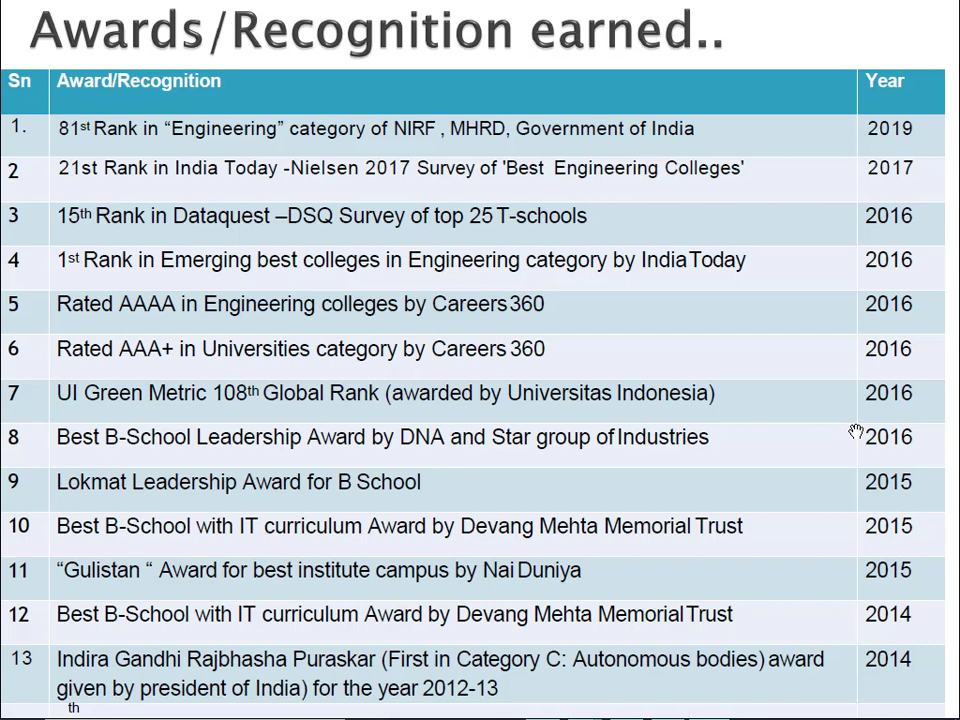 Awards/Recognition earned..
Sn Award/Recognition Year
1. 81st Rank in “Engineering” category of NIRF , MHRD, Government of India 2019
2 21st Rank in India Today -Nielsen 2017 Survey of 'Best Engineering Colleges' 2017
3 15th Rank in Dataquest –DSQ Survey of top 25 T-schools 2016
4 1st Rank in Emerging best colleges in Engineering category by India Today 2016
5 Rated AAAA in Engineering colleges by Careers 360 2016
6 Rated AAA+ in Universities category by Careers 360 2016
7 UI Green Metric 108th Global Rank (awarded by Universitas Indonesia) 2016
8 Best B-School Leadership Award by DNA and Star group of Industries 2016
9 Lokmat Leadership Award for B School 2015
10 Best B-School with IT curriculum Award by Devang Mehta Memorial Trust 2015
11 “Gulistan “ Award for best institute campus by Nai Duniya 2015
12 Best B-School with IT curriculum Award by Devang Mehta Memorial Trust 2014
13 Indira Gandhi Rajbhasha Puraskar (First in Category C: Autonomous bodies) award 2014
given by president of India) for the year 2012-13
th